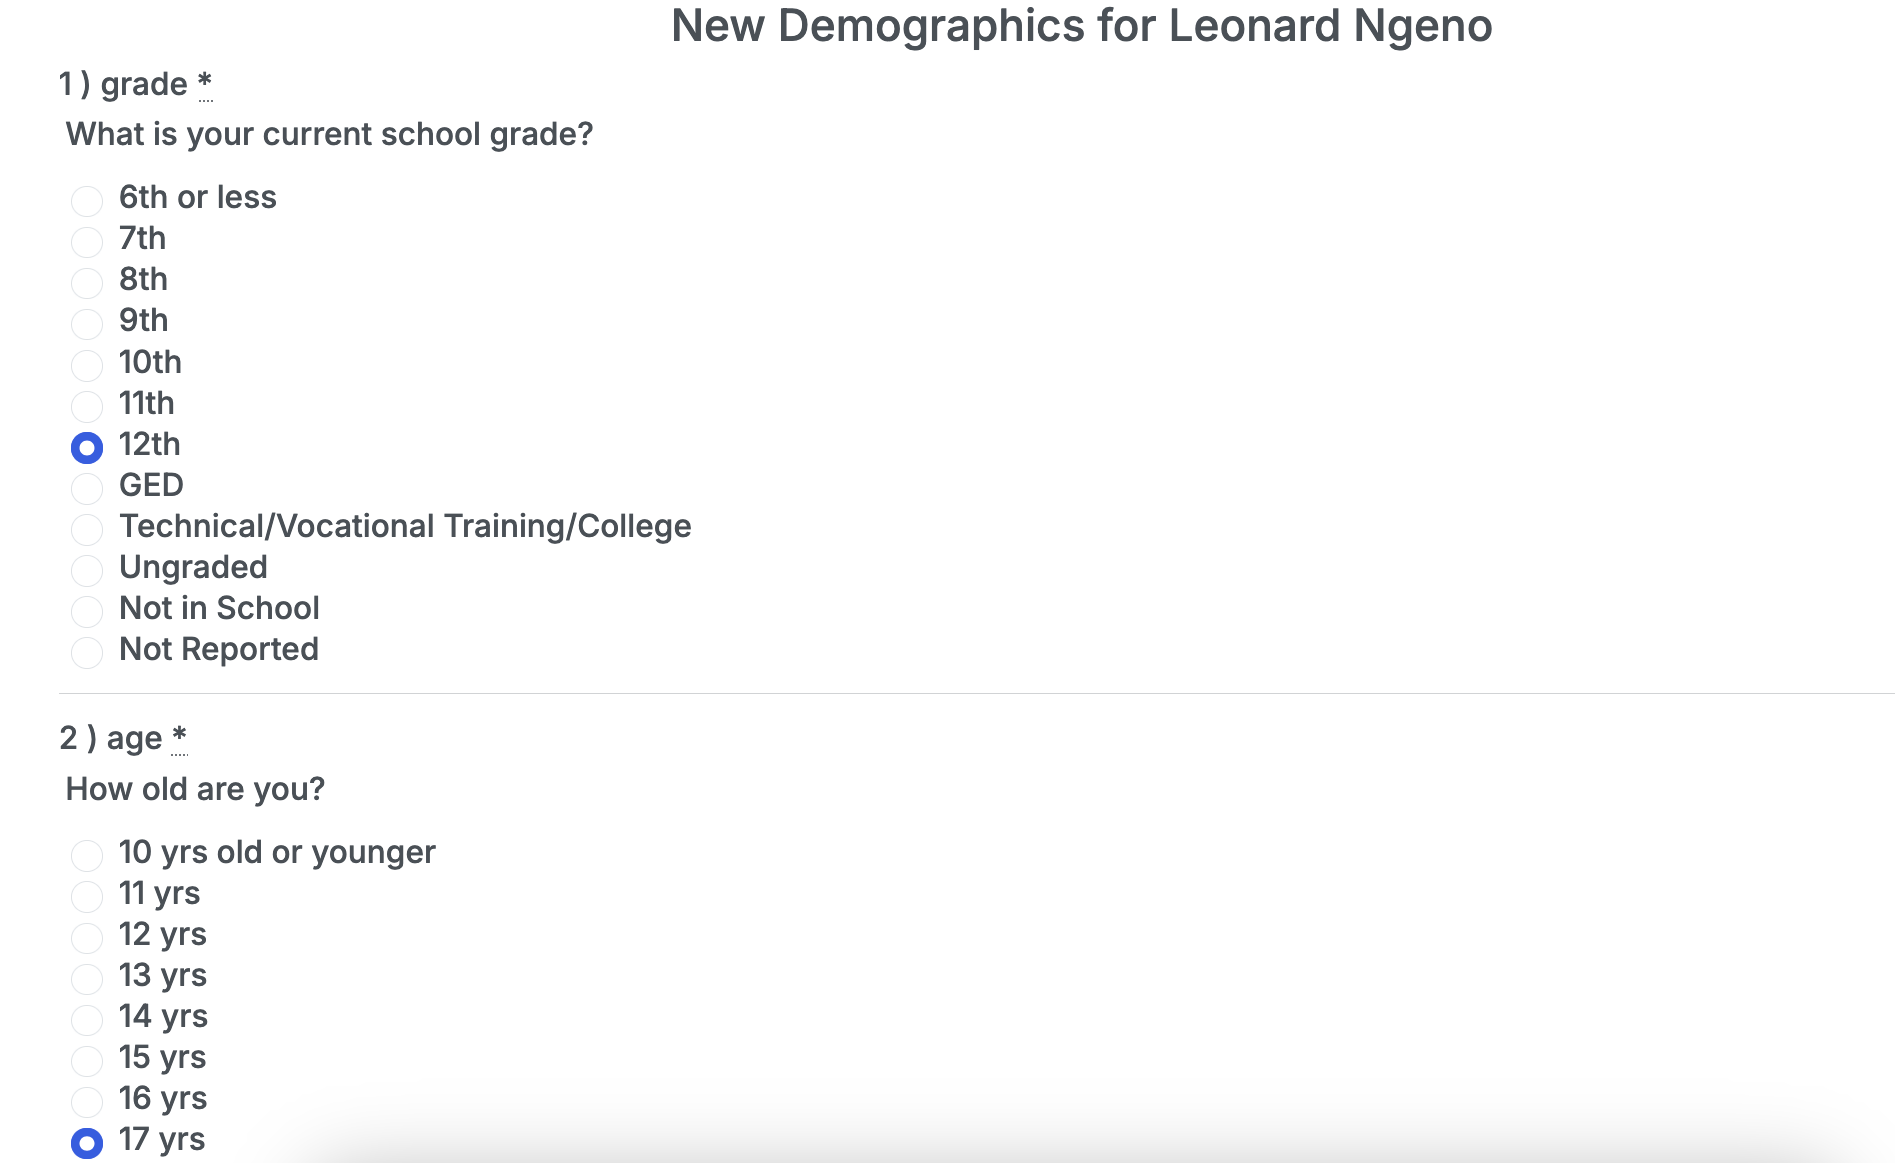 New Demographics for Leonard Ngeno
1 ) grade *
What is your current school grade?
6th or less
7th
8th
9th
10th
11th
12th
GED
Technical/Vocational Training/College
Ungraded
Not in School
Not Reported
2 ) age *
How old are you?
10 yrs old or younger
11 yrs
12 yrs
13 yrs
14 yrs
15 yrs
16 yrs
17 yrs